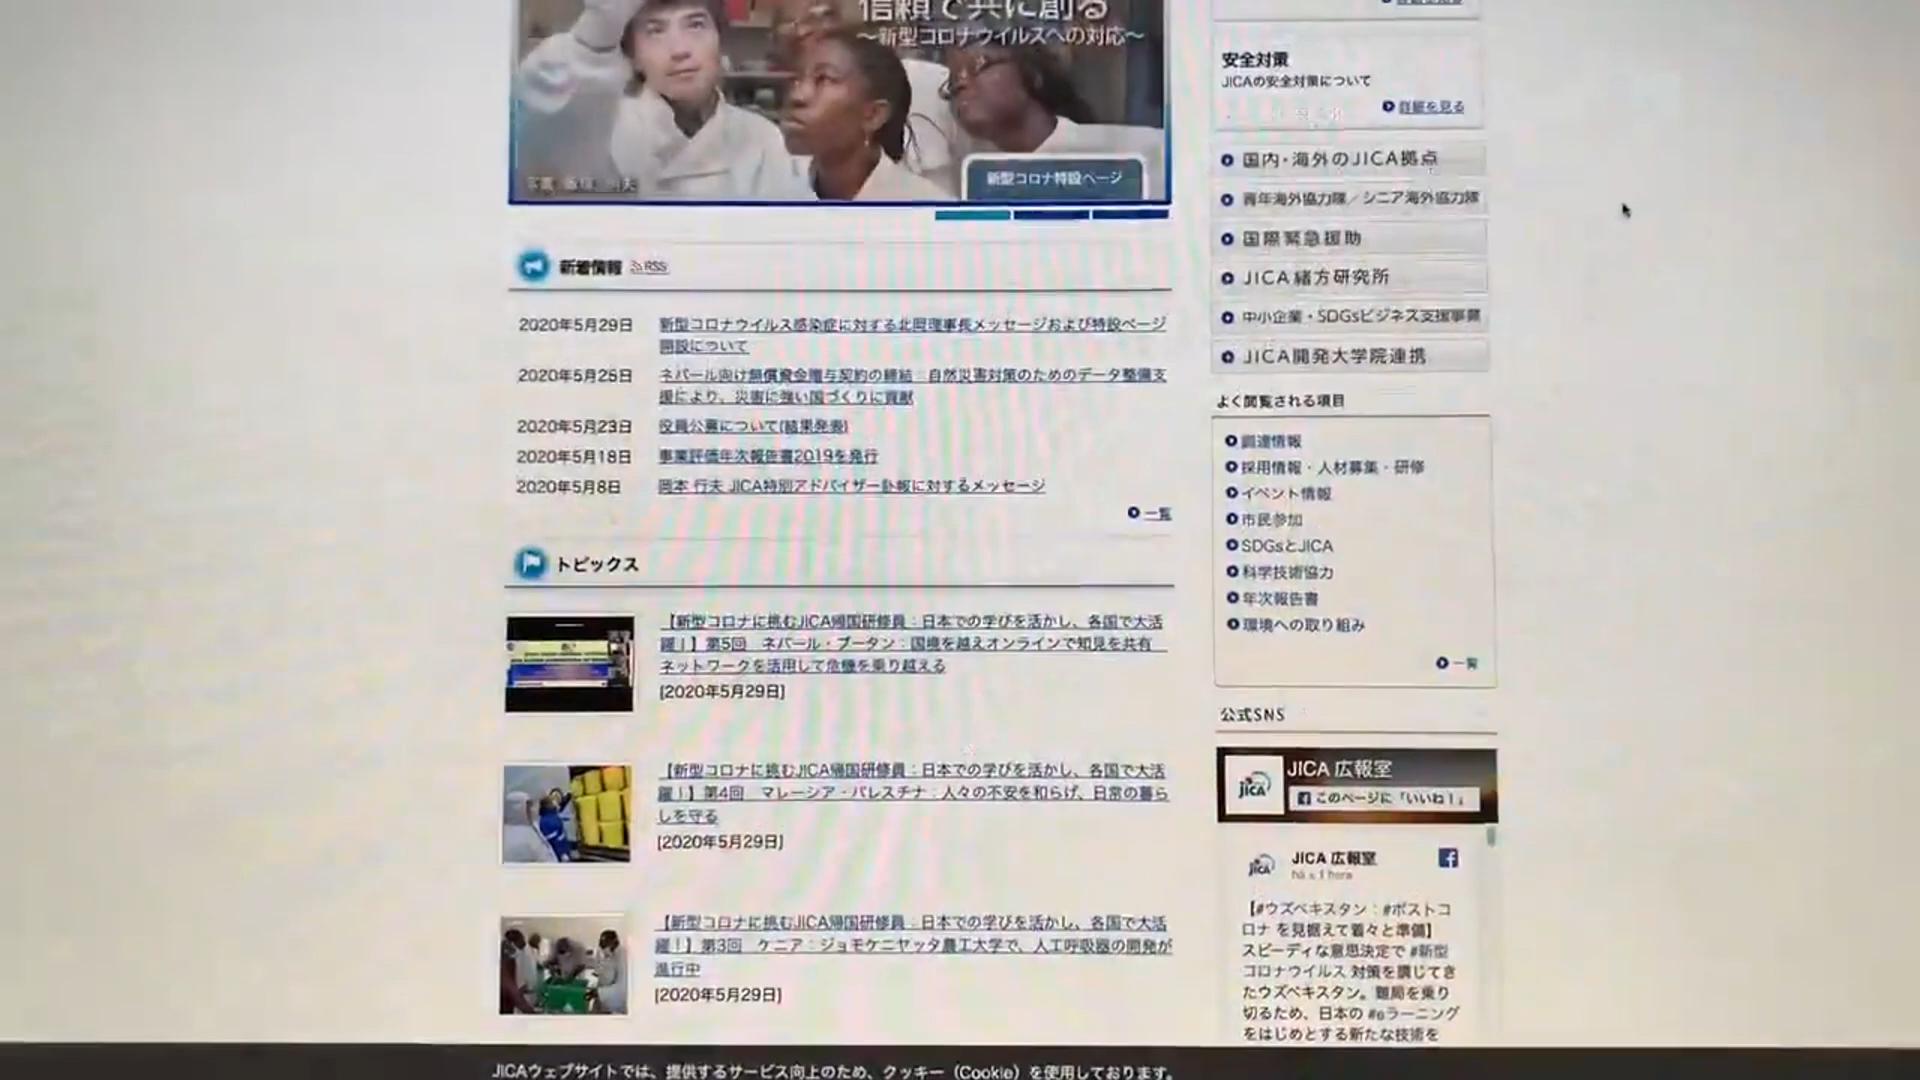 信頼で共に創る
～新型コロナウイルスへの対応～
新型コロナ特設ページ
新着情報 RSS
2020年5月29日 新型コロナウイルス感染症に対する北岡理事長メッセージおよび特設ページ
開設について
2020年5月25日 ネパール向け無償資金贈与契約の締結：自然災害対策のためのデータ整備支
援により、災害に強い国づくりに貢献
2020年5月23日 役員公募について(結果発表)
2020年5月18日 事業評価年次報告書2019を発行
2020年5月8日 岡本 行夫 JICA特別アドバイザー訃報に対するメッセージ
一覧
トピックス
【新型コロナに挑むJICA帰国研修員：日本での学びを活かし、各国で大活
躍！】第5回 ネパール・ブータン：国境を越えオンラインで知見を共有
ネットワークを活用して危機を乗り越える
[2020年5月29日]
【新型コロナに挑むJICA帰国研修員：日本での学びを活かし、各国で大活
躍！】第4回 マレーシア・パレスチナ：人々の不安を和らげ、日常の暮ら
しを守る
[2020年5月29日]
【新型コロナに挑むJICA帰国研修員：日本での学びを活かし、各国で大活
躍！】第3回 ケニア：ジョモケニヤッタ農工大学で、人工呼吸器の開発が
進行中
[2020年5月29日]
安全対策
JICAの安全対策について
詳細を見る
国内・海外のJICA拠点
青年海外協力隊／シニア海外協力隊
国際緊急援助
JICA緒方研究所
中小企業・SDGsビジネス支援事業
JICA開発大学院連携
よく閲覧される項目
調達情報
採用情報・人材募集・研修
イベント情報
市民参加
SDGsとJICA
科学技術協力
年次報告書
環境への取り組み
一覧
公式SNS
JICA 広報室
このページに「いいね！」
JICA 広報室
há ± 1 hora
【#ウズベキスタン：#ポストコ
ロナ を見据えて着々と準備】
スピーディな意思決定で #新型
コロナウイルス 対策を講じてき
たウズベキスタン。難局を乗り
切るため、日本の #eラーニング
をはじめとする新たな技術を
JICAウェブサイトでは、提供するサービス向上のため、クッキー（Cookie）を使用しております。